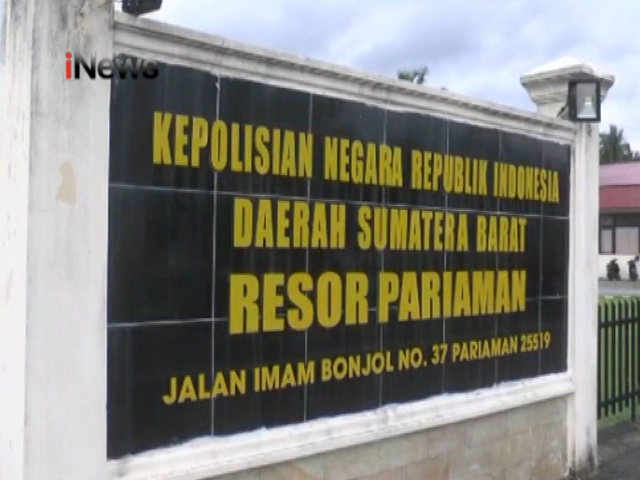 iNews
KEPOLISIAN NEGARA REPUBLIK INDONESIA
DAERAH SUMATERA BARAT
RESOR PARIAMAN
JALAN IMAM BONJOL NO. 37 PARIAMAN 25519